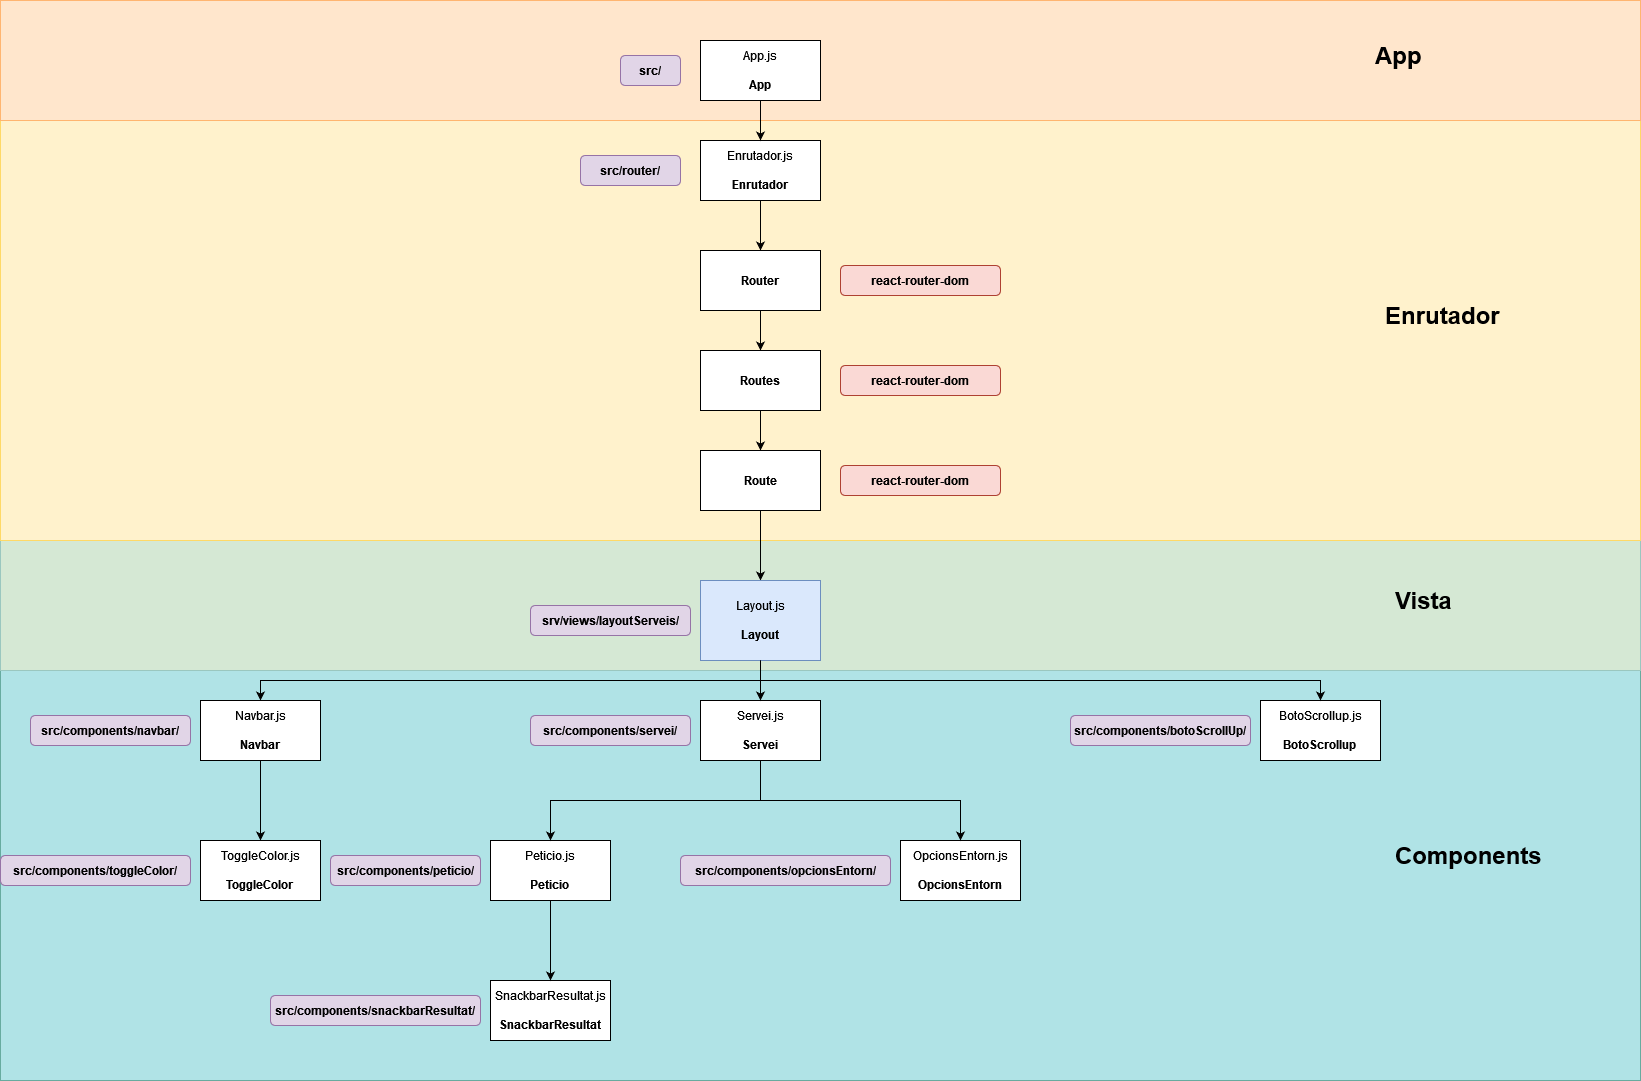 App
App.js
App
src/
Enrutador.js
Enrutador
src/router/
Router
react-router-dom
Enrutador
Routes
react-router-dom
Route
react-router-dom
Vista
Layout.js
Layout
srv/views/layoutServeis/
Navbar.js
Navbar
src/components/navbar/
Servei.js
Servei
src/components/servei/
BotoScrollup.js
BotoScrollup
src/components/botoScrollUp/
ToggleColor.js
ToggleColor
src/components/toggleColor/
Peticio.js
Peticio
src/components/peticio/
OpcionsEntorn.js
OpcionsEntorn
src/components/opcionsEntorn/
Components
SnackbarResultat.js
SnackbarResultat
src/components/snackbarResultat/